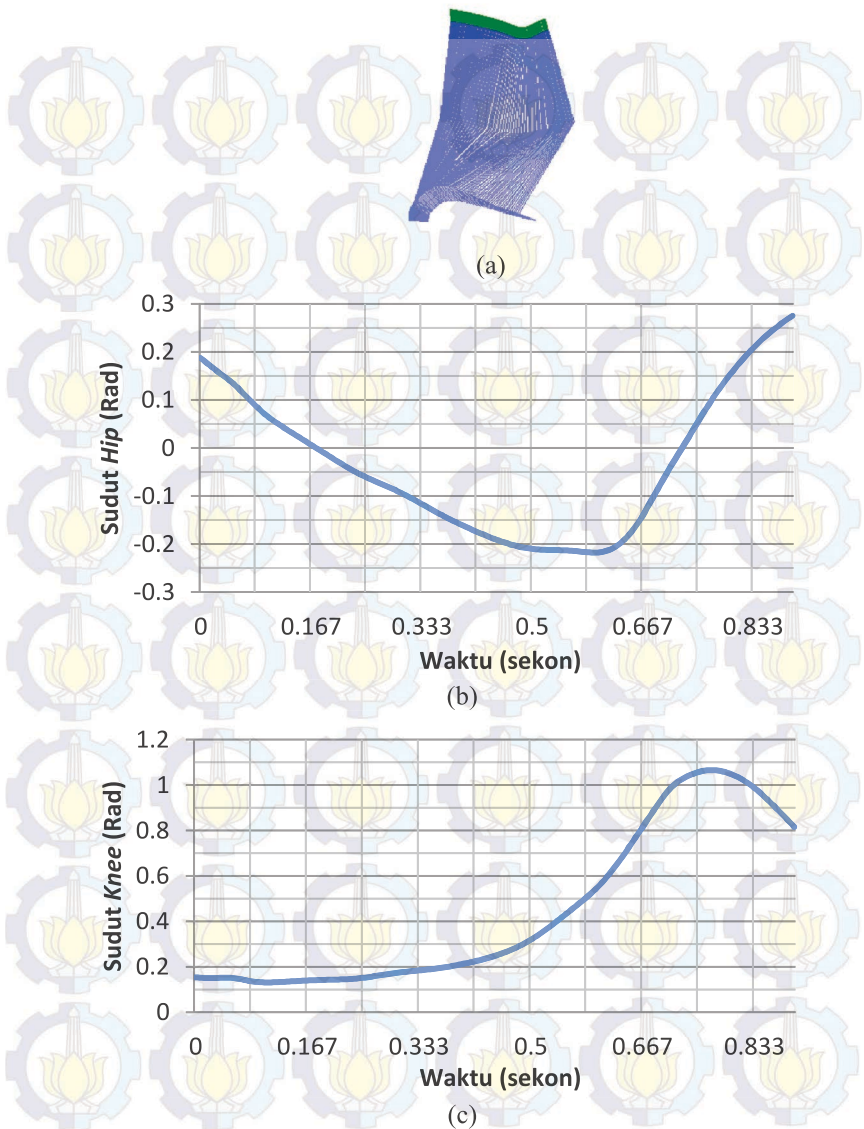 (a)
0.3
0.2
0.1
0
-0.1
-0.2
-0.3
Sudut Hip (Rad)
0 0.167 0.333 0.5 0.667 0.833
Waktu (sekon)
(b)
1.2
1
0.8
0.6
0.4
0.2
0
Sudut Knee (Rad)
0 0.167 0.333 0.5 0.667 0.833
Waktu (sekon)
(c)